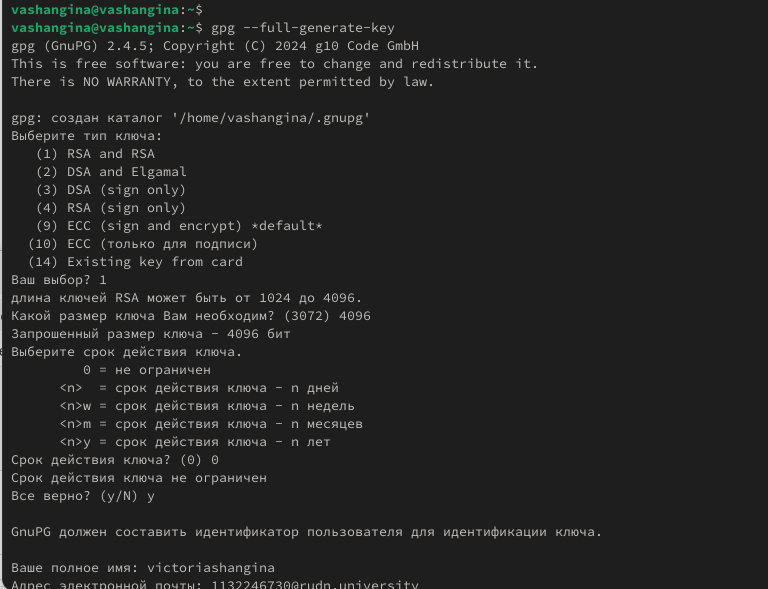 vashangina@vashangina:~$
vashangina@vashangina:~$ gpg --full-generate-key
gpg (GnuPG) 2.4.5; Copyright (C) 2024 g10 Code GmbH
This is free software: you are free to change and redistribute it.
There is NO WARRANTY, to the extent permitted by law.

gpg: создан каталог '/home/vashangina/.gnupg'
Выберите тип ключа:
   (1) RSA and RSA
   (2) DSA and Elgamal
   (3) DSA (sign only)
   (4) RSA (sign only)
   (9) ECC (sign and encrypt) *default*
  (10) ECC (только для подписи)
  (14) Existing key from card
Ваш выбор? 1
длина ключей RSA может быть от 1024 до 4096.
Какой размер ключа Вам необходим? (3072) 4096
Запрошенный размер ключа - 4096 бит
Выберите срок действия ключа.
         0 = не ограничен
      <n>  = срок действия ключа - n дней
      <n>w = срок действия ключа - n недель
      <n>m = срок действия ключа - n месяцев
      <n>y = срок действия ключа - n лет
Срок действия ключа? (0) 0
Срок действия ключа не ограничен
Все верно? (y/N) y

GnuPG должен составить идентификатор пользователя для идентификации ключа.

Ваше полное имя: victoriashangina
Адрес электронной почты: 1132246730@rudn.university